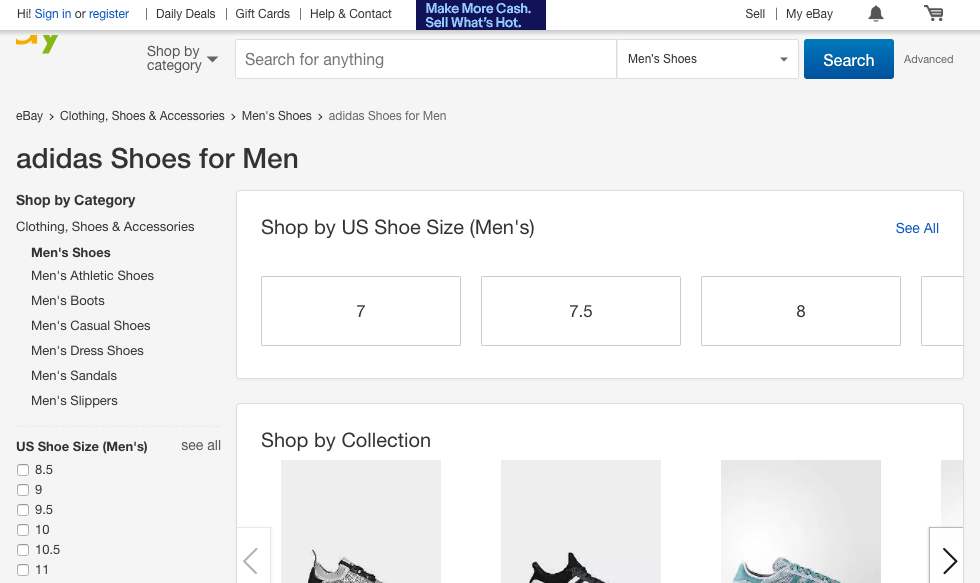 Hi! Sign in or register | Daily Deals | Gift Cards | Help & Contact
Make More Cash.
Sell What's Hot.
Sell | My eBay
Shop by
category
Search for anything
Men's Shoes
Search
Advanced
eBay > Clothing, Shoes & Accessories > Men's Shoes > adidas Shoes for Men
adidas Shoes for Men
Shop by Category
Clothing, Shoes & Accessories
Men's Shoes
Men's Athletic Shoes
Men's Boots
Men's Casual Shoes
Men's Dress Shoes
Men's Sandals
Men's Slippers
US Shoe Size (Men's) see all
8.5
9
9.5
10
10.5
11
Shop by US Shoe Size (Men's)
See All
7
7.5
8
Shop by Collection